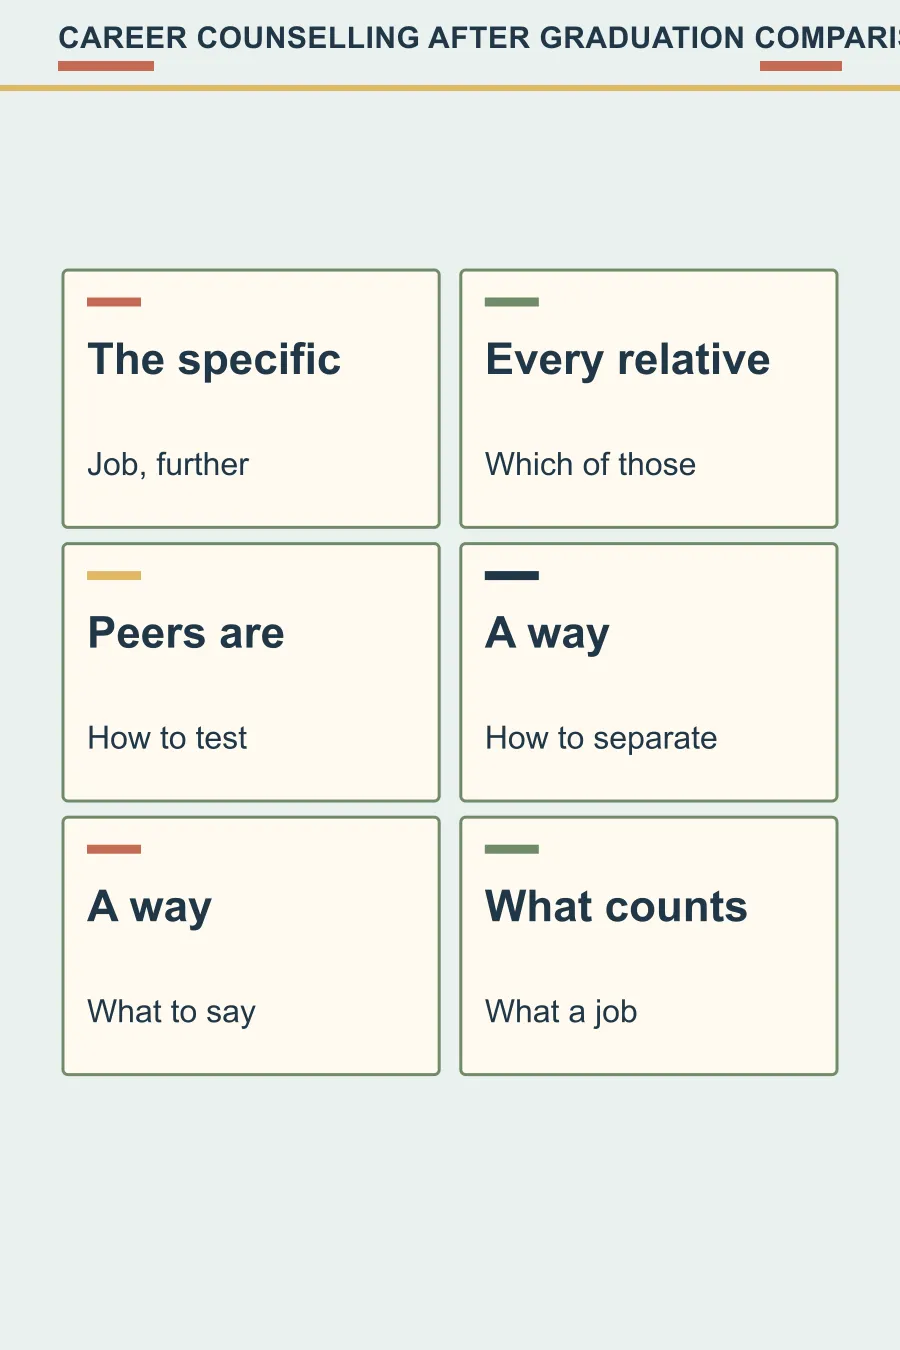 CAREER COUNSELLING AFTER GRADUATION
The specific
Job, further
Every relative
Which of those
Peers are
How to test
A way
How to separate
A way
What to say
What counts
What a job